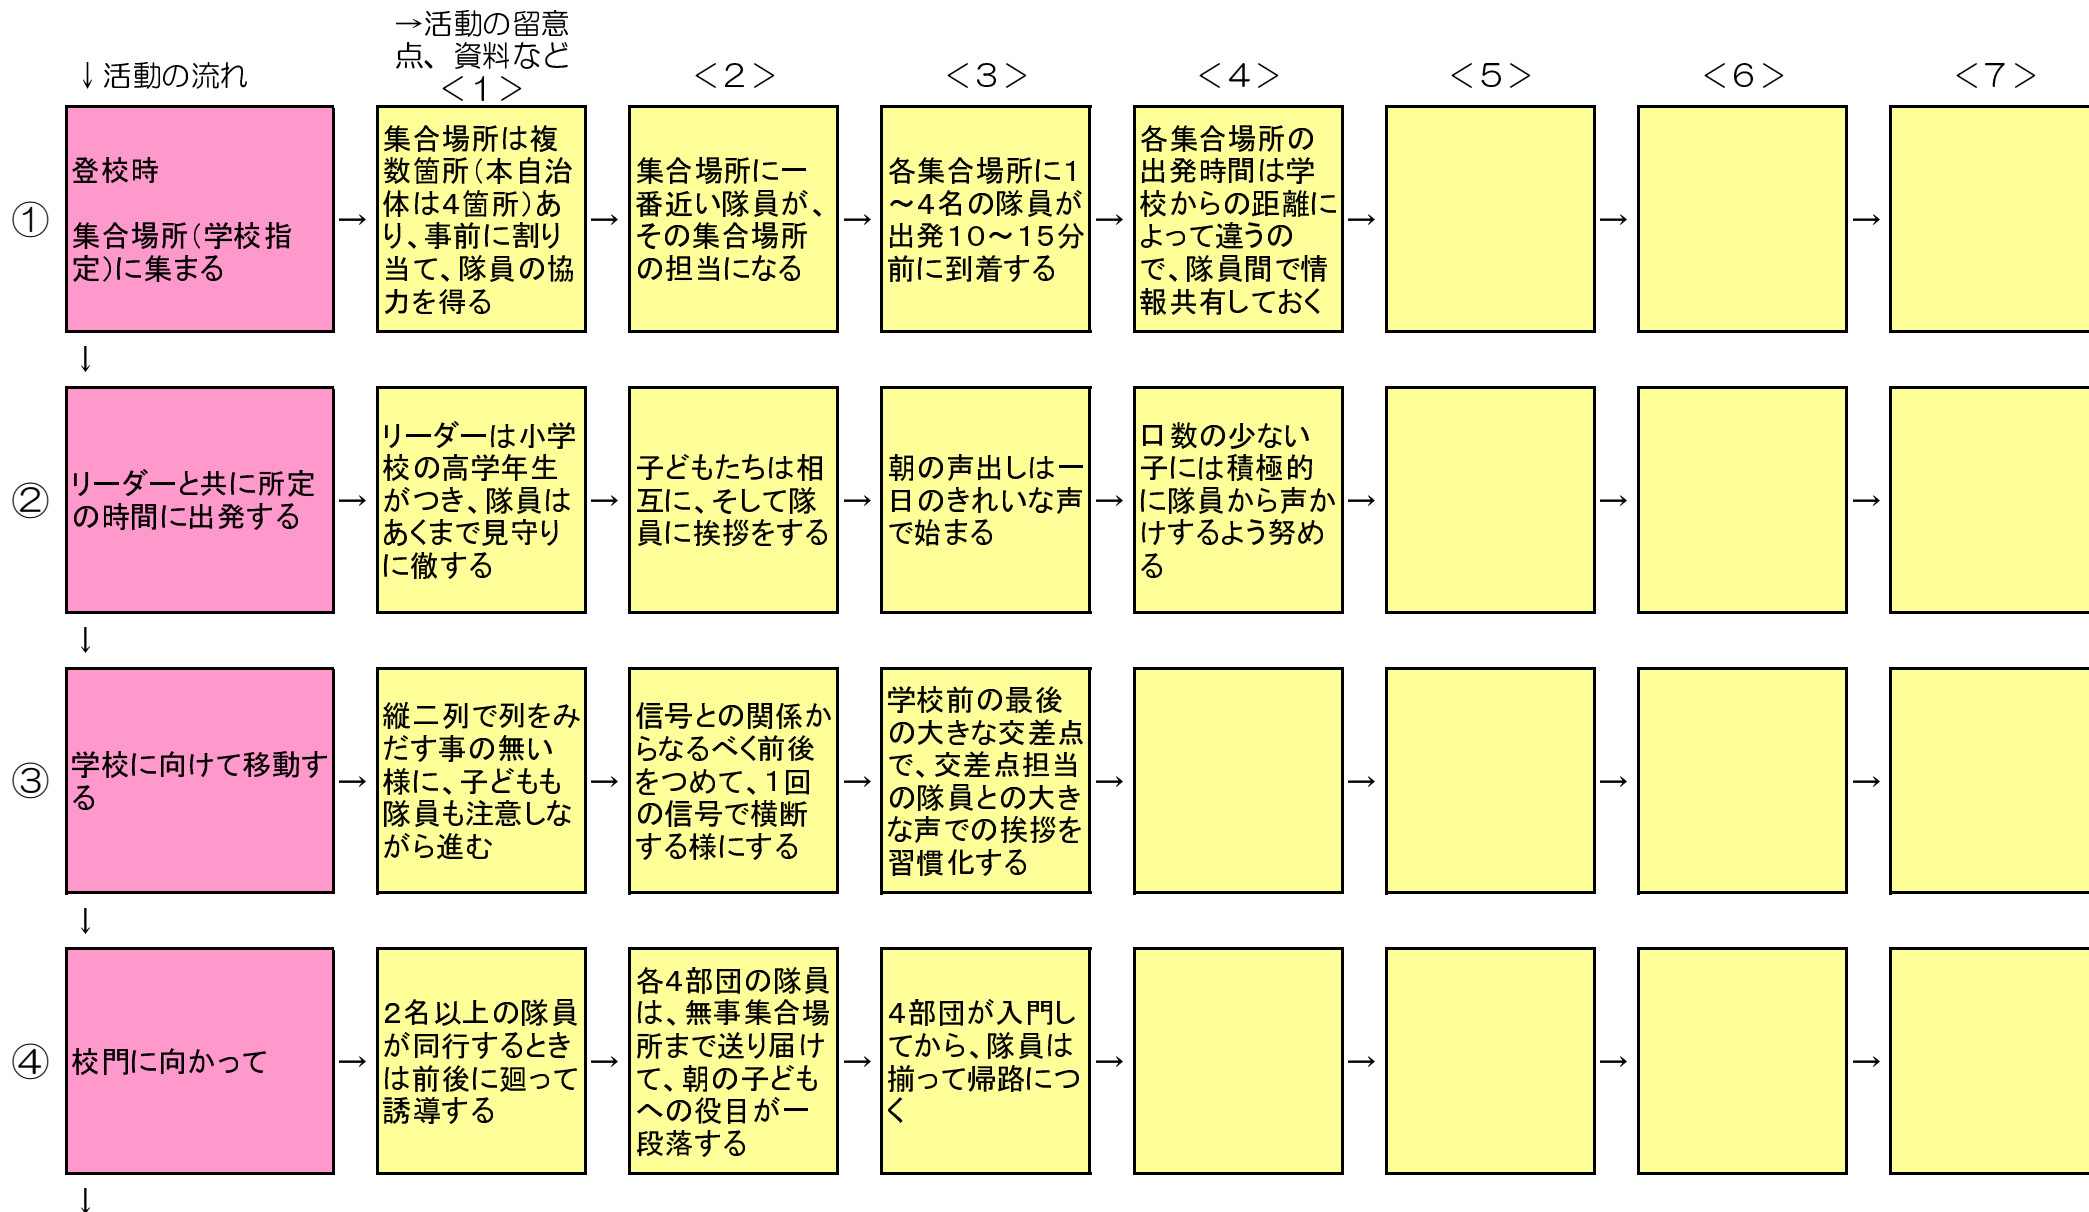 →活動の留意
点、資料など
↓活動の流れ
＜１＞
＜２＞
＜３＞
＜４＞
＜５＞
＜６＞
＜７＞
①
登校時
集合場所（学校指
定）に集まる
→
集合場所は複
数箇所（本自治
体は４箇所）あ
り、事前に割り
当て、隊員の協
力を得る
→
集合場所に一
番近い隊員が、
その集合場所
の担当になる
→
各集合場所に１
～４名の隊員が
出発１０～１５分
前に到着する
→
各集合場所の
出発時間は学
校からの距離に
よって違うの
で、隊員間で情
報共有しておく
→
→
→
↓
②
リーダーと共に所定
の時間に出発する
→
リーダーは小学
校の高学年生
がつき、隊員は
あくまで見守り
に徹する
→
子どもたちは相
互に、そして隊
員に挨拶をする
→
朝の声出しは一
日のきれいな声
で始まる
→
口数の少ない
子には積極的
に隊員から声か
けするよう努め
る
→
→
→
↓
③
学校に向けて移動す
る
→
縦二列で列をみ
だす事の無い
様に、子どもも
隊員も注意しな
がら進む
→
信号との関係か
らなるべく前後
をつめて、１回
の信号で横断
する様にする
→
学校前の最後
の大きな交差点
で、交差点担当
の隊員との大き
な声での挨拶を
習慣化する
→
→
→
→
↓
④
校門に向かって
→
２名以上の隊員
が同行するとき
は前後に廻って
誘導する
→
各４部団の隊員
は、無事集合場
所まで送り届け
て、朝の子ども
への役目が一
段落する
→
４部団が入門し
てから、隊員は
揃って帰路につ
く
→
→
→
→
↓